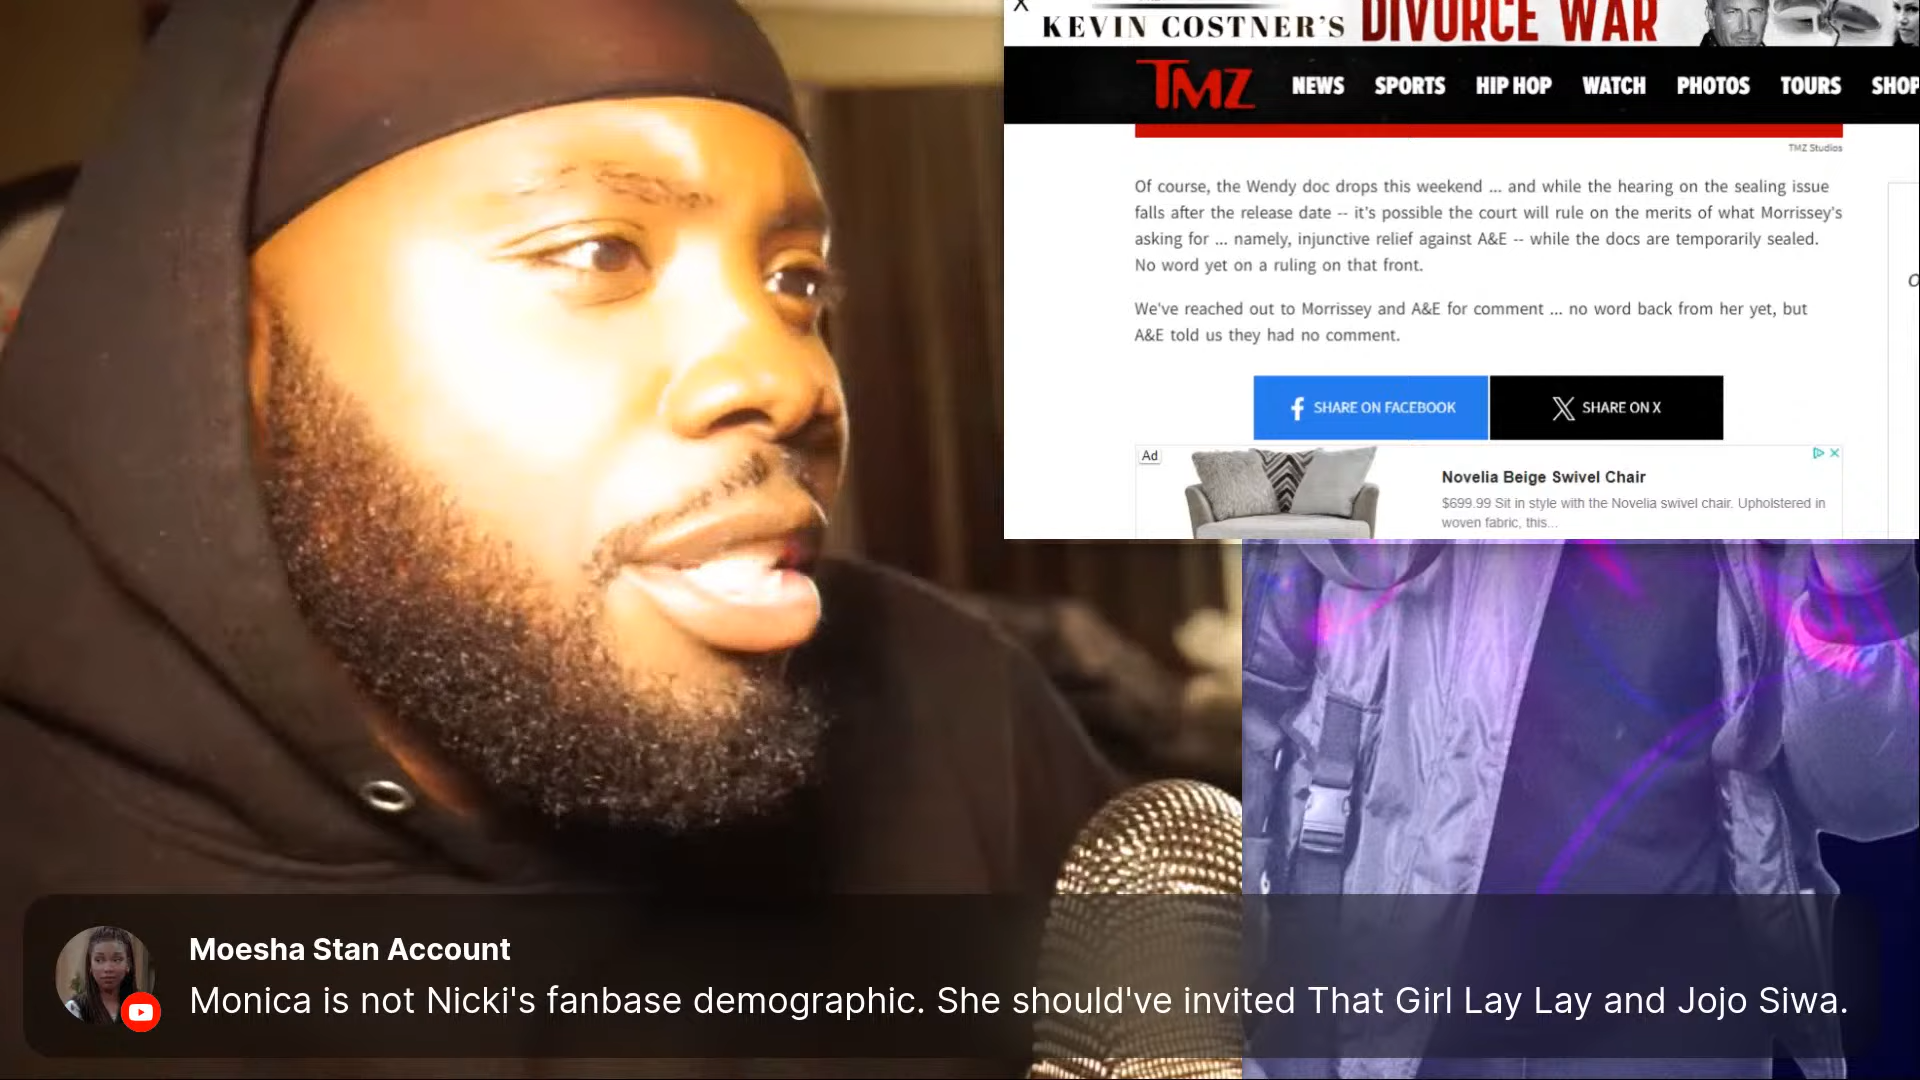 X
KEVIN COSTNER'S DIVORCE WAR
TMZ NEWS SPORTS HIP HOP WATCH PHOTOS TOURS SHOP
TMZ Studios
Of course, the Wendy doc drops this weekend ... and while the hearing on the sealing issue
falls after the release date -- it's possible the court will rule on the merits of what Morrissey's
asking for ... namely, injunctive relief against A&E -- while the docs are temporarily sealed.
No word yet on a ruling on that front.
We've reached out to Morrissey and A&E for comment ... no word back from her yet, but
A&E told us they had no comment.
SHARE ON FACEBOOK SHARE ON X
Ad
Novelia Beige Swivel Chair
$699.99 Sit in style with the Novelia swivel chair. Upholstered in
woven fabric, this...
Moesha Stan Account
Monica is not Nicki's fanbase demographic. She should've invited That Girl Lay Lay and Jojo Siwa.